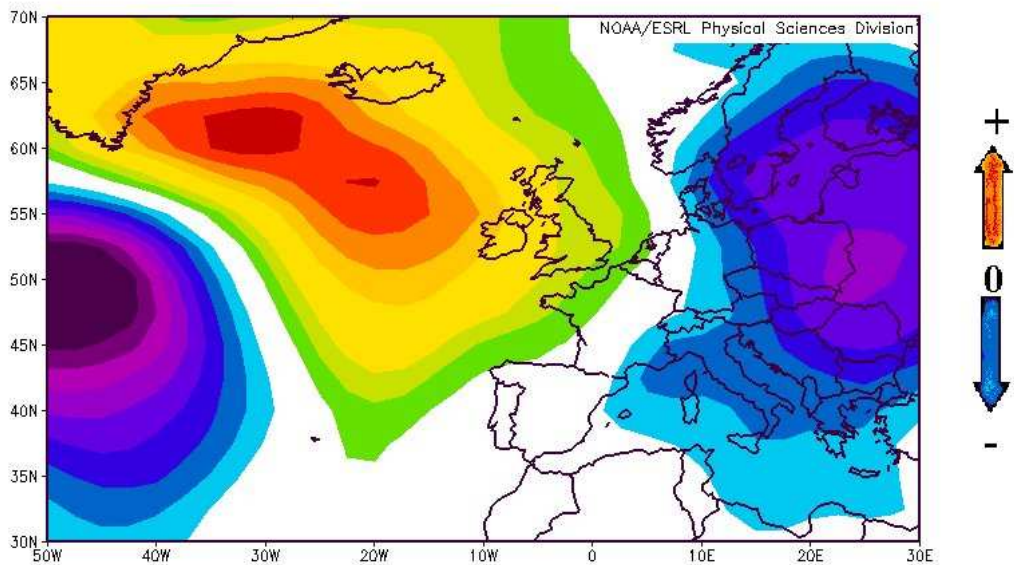 NOAA/ESRL Physical Sciences Division
70N
65N
60N
55N
50N
45N
40N
35N
30N
50W 40W 30W 20W 10W 0 10E 20E 30E
+
0
-